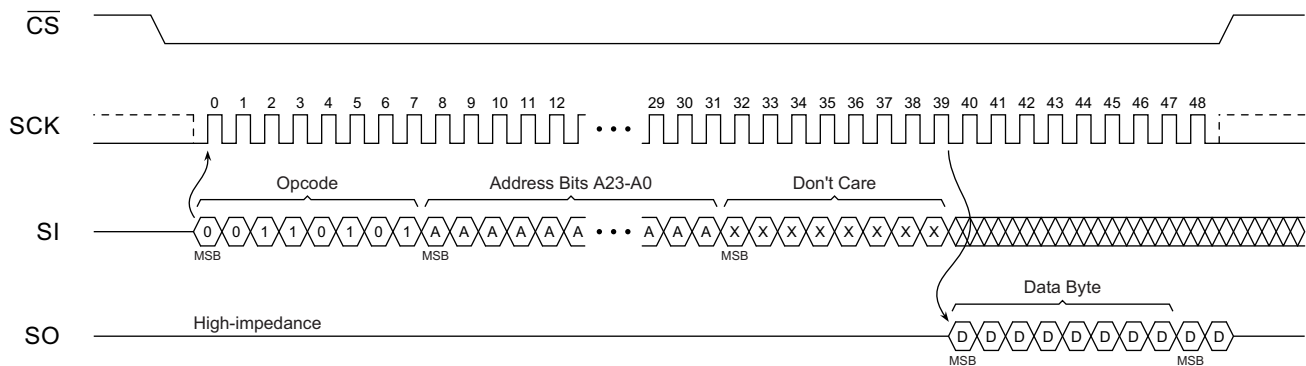 CS
0 1 2 3 4 5 6 7 8 9 10 11 12 29 30 31 32 33 34 35 36 37 38 39 40 41 42 43 44 45 46 47 48
SCK
Opcode Address Bits A23-A0 Don't Care
SI 0 0 1 1 0 1 0 1 A A A A A A A A A X X X X X X X X
MSB MSB MSB
Data Byte
High-impedance
SO D D D D D D D D D D
MSB MSB